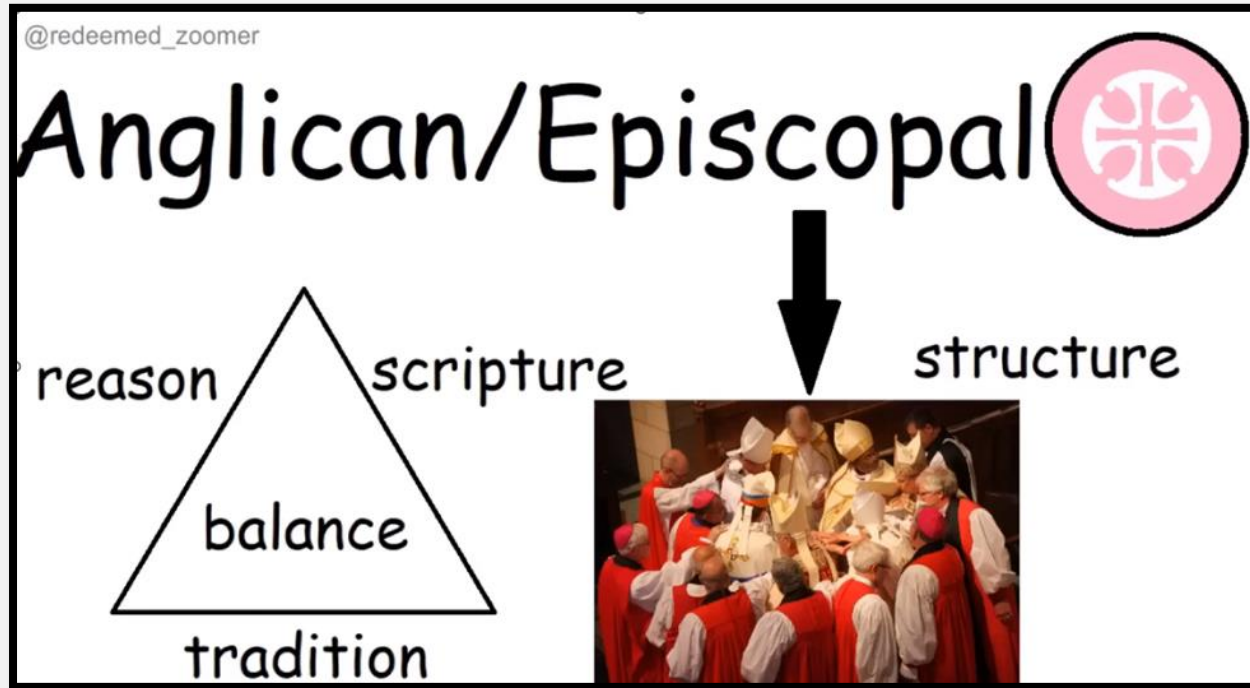 @redeemed_zoomer
Anglican/Episcopal
reason
scripture
structure
balance
tradition